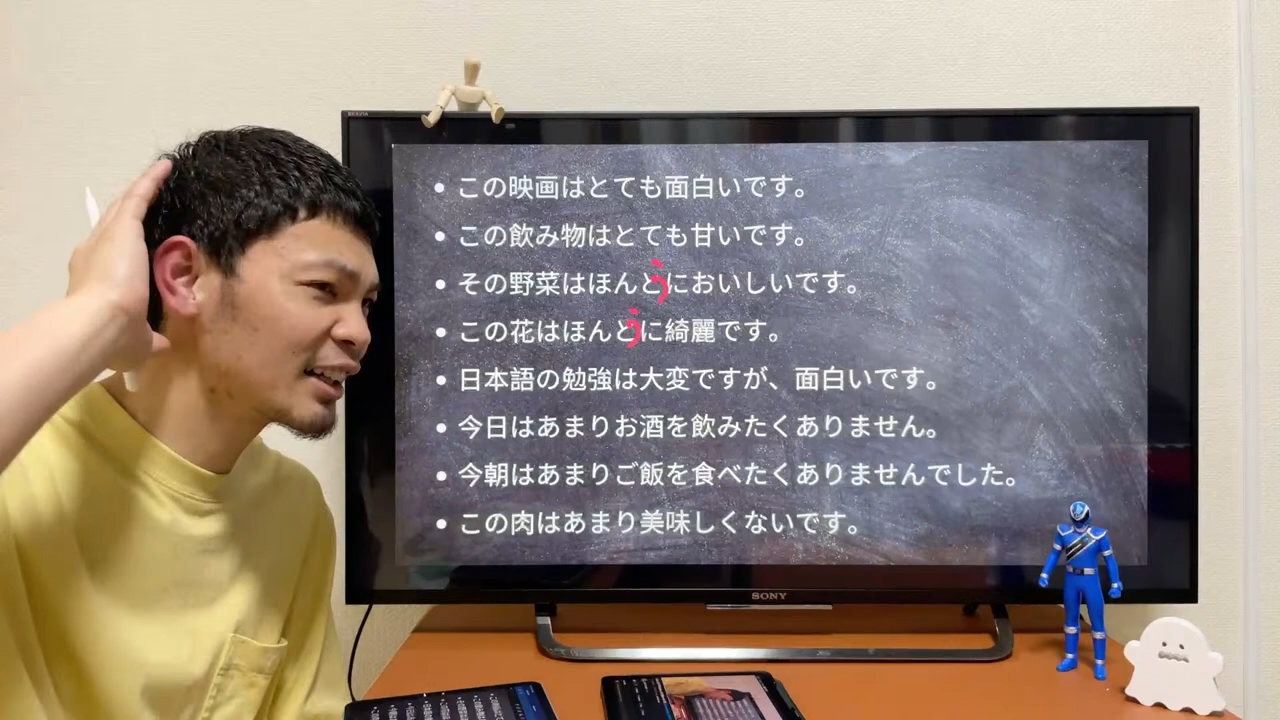 • この映画はとても面白いです。
• この飲み物はとても甘いです。
• その野菜はほんとうにおいしいです。
• この花はほんとうに綺麗です。
• 日本語の勉強は大変ですが、面白いです。
• 今日はあまりお酒を飲みたくありません。
• 今朝はあまりご飯を食べたくありませんでした。
• この肉はあまり美味しくないです。
SONY